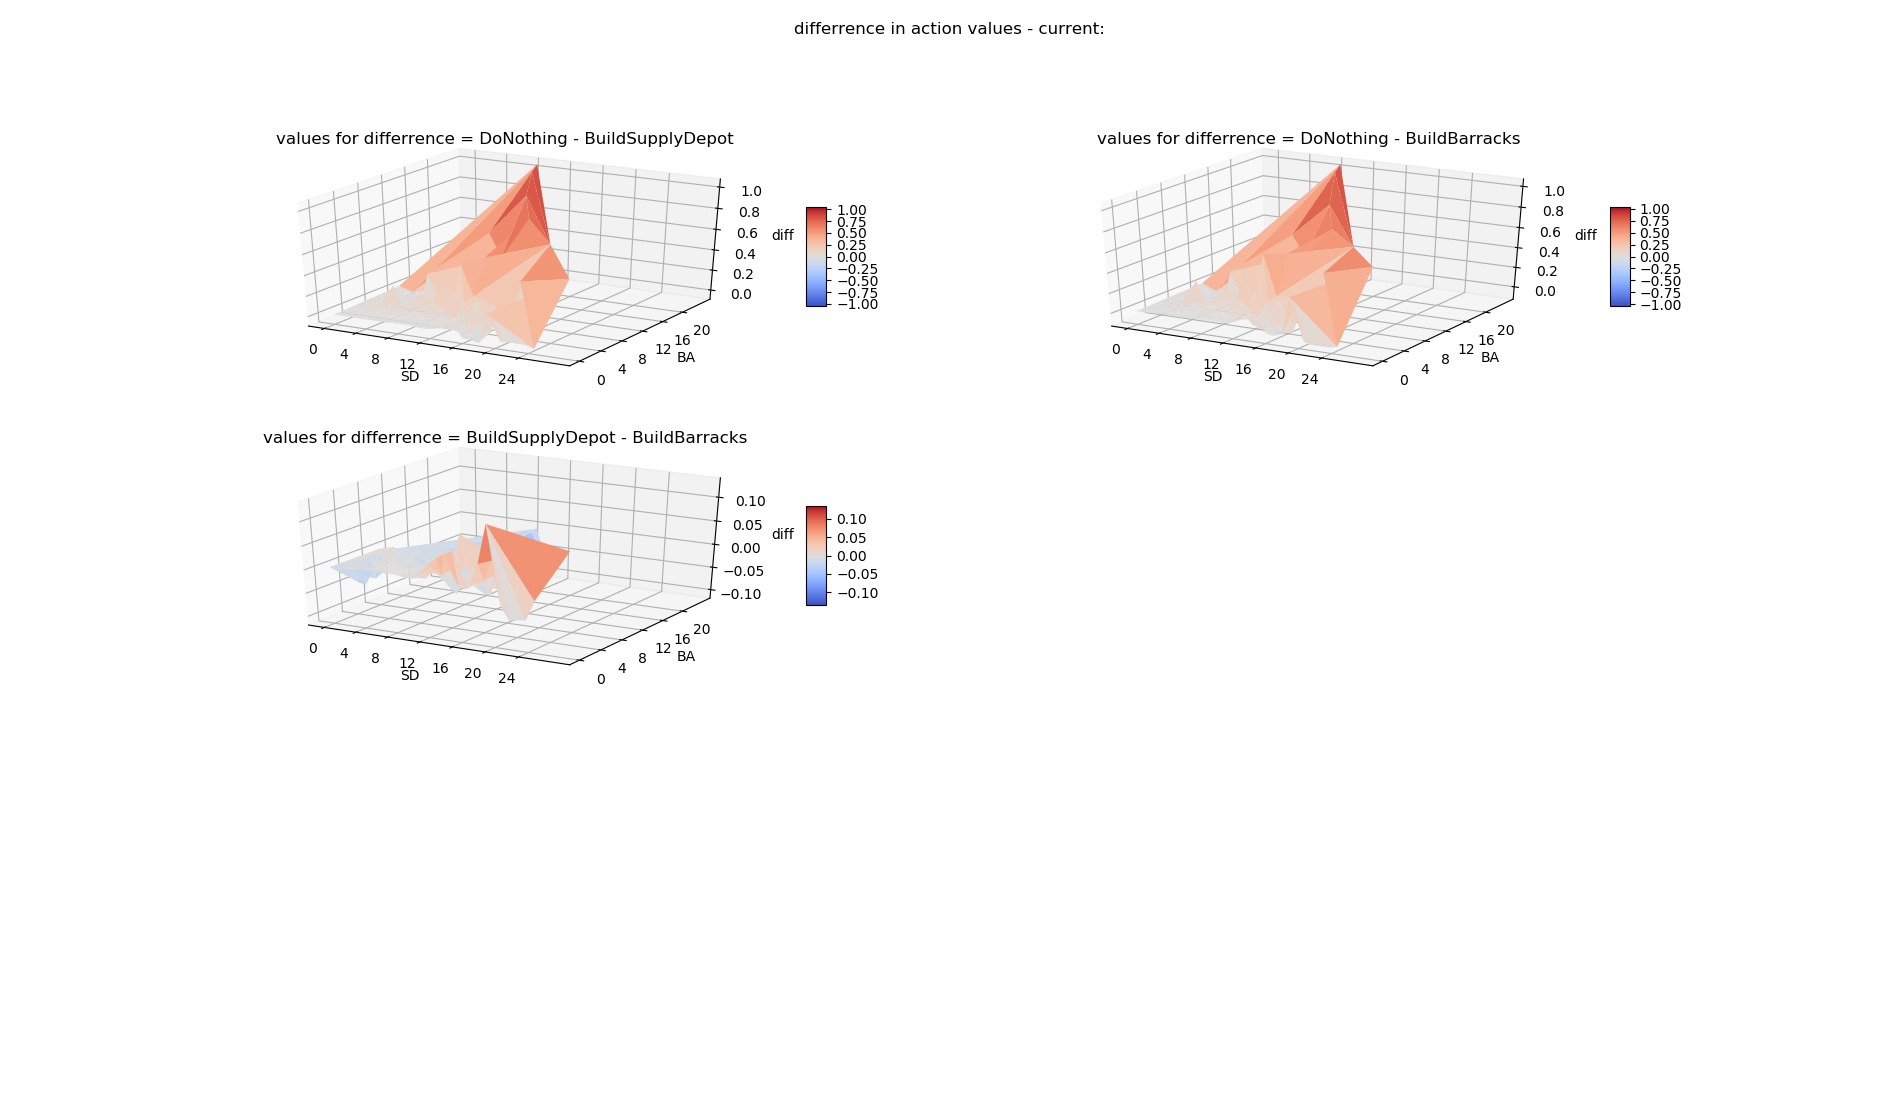 differrence in action values - current:
values for differrence = DoNothing - BuildSupplyDepot
1.0
0.8
0.6
0.4
0.2
0.0
diff
1.00
0.75
0.50
0.25
0.00
−0.25
−0.50
−0.75
−1.00
0 4 8 12 16 20 24
SD
0 4 8 12 16 20
BA
values for differrence = DoNothing - BuildBarracks
1.0
0.8
0.6
0.4
0.2
0.0
diff
1.00
0.75
0.50
0.25
0.00
−0.25
−0.50
−0.75
−1.00
0 4 8 12 16 20 24
SD
0 4 8 12 16 20
BA
values for differrence = BuildSupplyDepot - BuildBarracks
0.10
0.05
0.00
−0.05
−0.10
diff
0.10
0.05
0.00
−0.05
−0.10
0 4 8 12 16 20 24
SD
0 4 8 12 16 20
BA